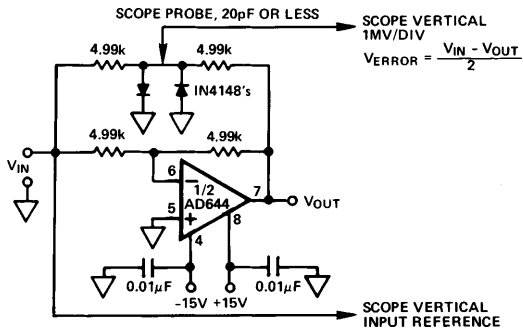 SCOPE PROBE, 20pF OR LESS
SCOPE VERTICAL
1MV/DIV
VERROR = VIN - VOUT
2
4.99k
4.99k
IN4148's
4.99k
4.99k
VIN
6
−
1/2
AD644
7
VOUT
5
+
8
4
0.01μF
0.01μF
-15V +15V
SCOPE VERTICAL
INPUT REFERENCE